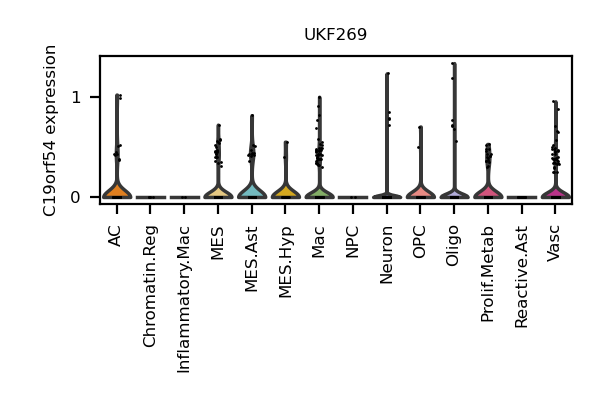 UKF269
C19orf54 expression
1
0
AC
Chromatin.Reg
Inflammatory.Mac
MES
MES.Ast
MES.Hyp
Mac
NPC
Neuron
OPC
Oligo
Prolif.Metab
Reactive.Ast
Vasc